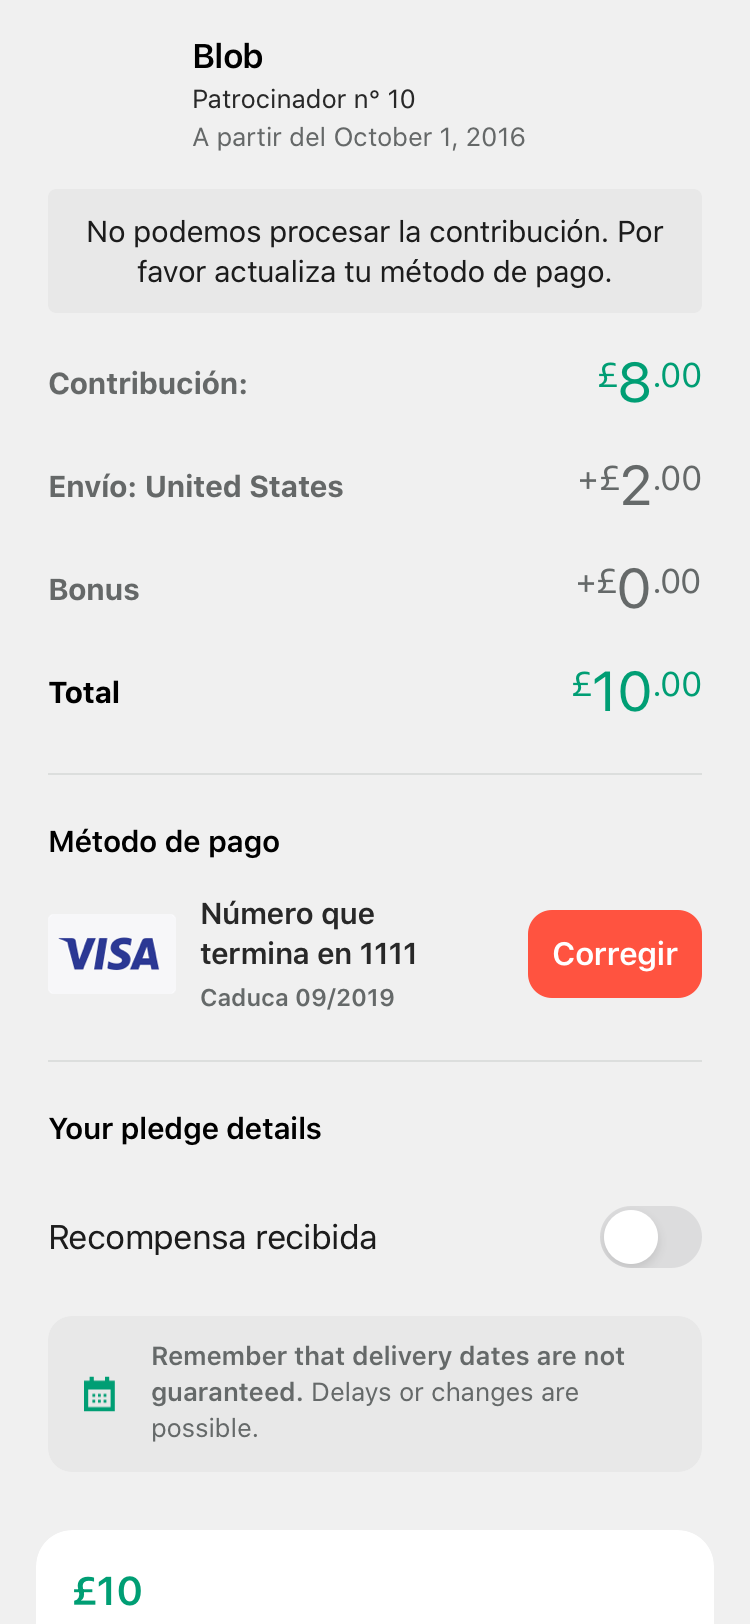 Blob
Patrocinador n° 10
A partir del October 1, 2016
No podemos procesar la contribución. Por
favor actualiza tu método de pago.
Contribución:
£8.00
Envío: United States
+£2.00
Bonus
+£0.00
Total
£10.00
Método de pago
VISA
Número que
termina en 1111
Caduca 09/2019
Corregir
Your pledge details
Recompensa recibida
Remember that delivery dates are not
guaranteed. Delays or changes are
possible.
£10